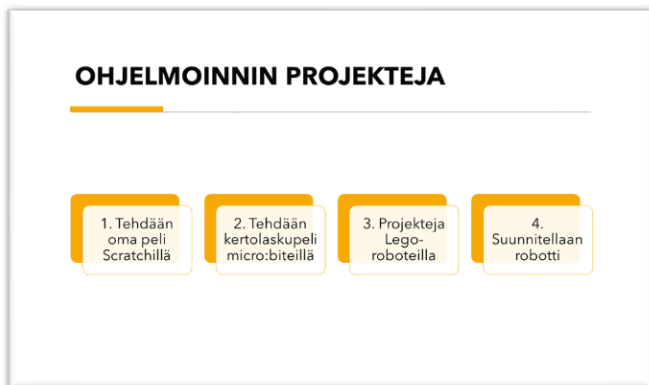 OHJELMOINNIN PROJEKTEJA
1. Tehdään
oma peli
Scratchillä
2. Tehdään
kertolaskupeli
micro:biteillä
3. Projekteja
Lego-
roboteilla
4.
Suunnitellaan
robotti